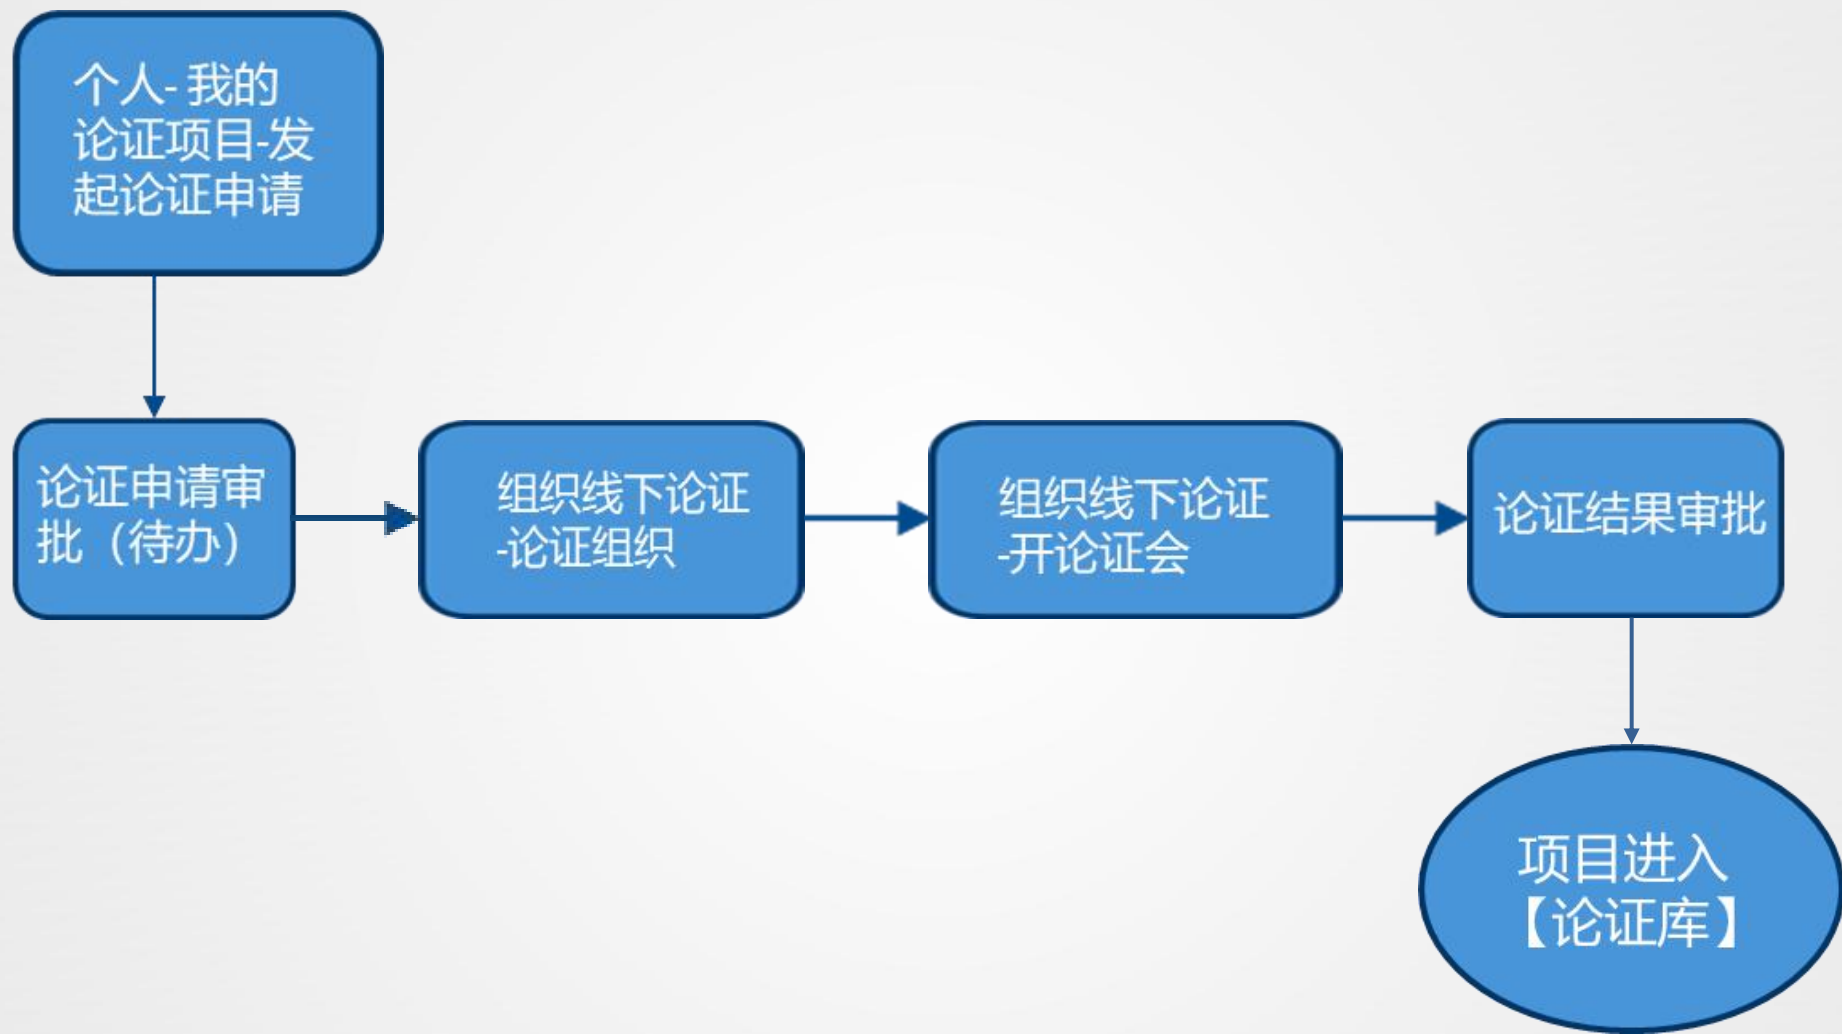 个人- 我的
论证项目-发
起论证申请
论证申请审
批（待办）
组织线下论证
-论证组织
组织线下论证
-开论证会
论证结果审批
项目进入
【论证库】